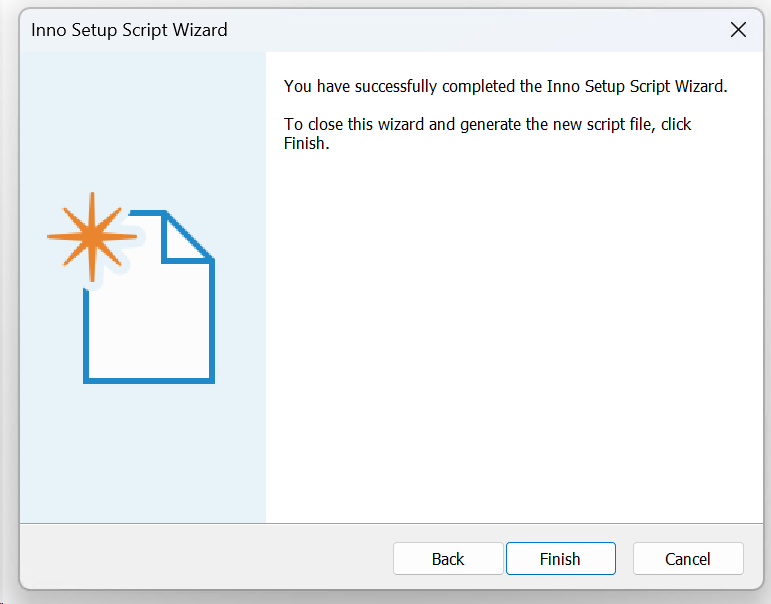 Inno Setup Script Wizard
You have successfully completed the Inno Setup Script Wizard.
To close this wizard and generate the new script file, click
Finish.
Back
Finish
Cancel